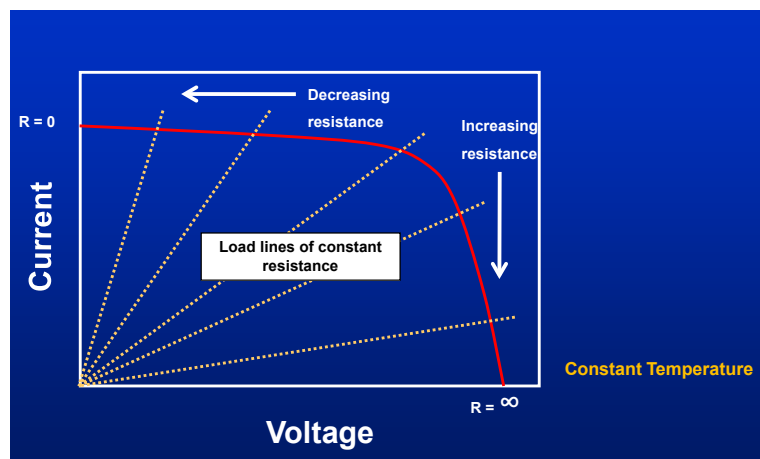 Decreasing
resistance
R = 0
Increasing
resistance
Current
Load lines of constant
resistance
Constant Temperature
R = ∞
Voltage